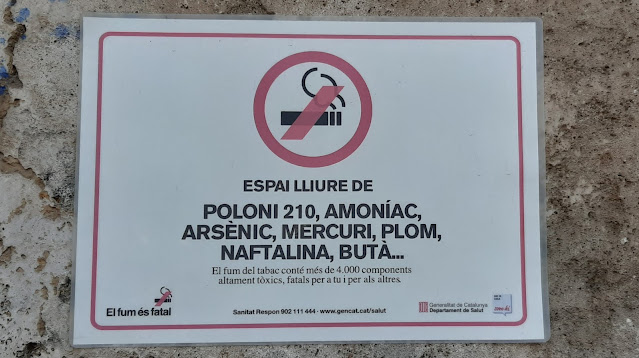 ESPAI LLIURE DE
POLONI 210, AMONÍAC,
ARSÈNIC, MERCURI, PLOM,
NAFTALINA, BUTÀ...
El fum del tabac conté més de 4.000 components
altament tòxics, fatals per a tu i per als altres.
El fum és fatal
Sanitat Respon 902 111 444 - www.gencat.cat/salut
Generalitat de Catalunya
Departament de Salut